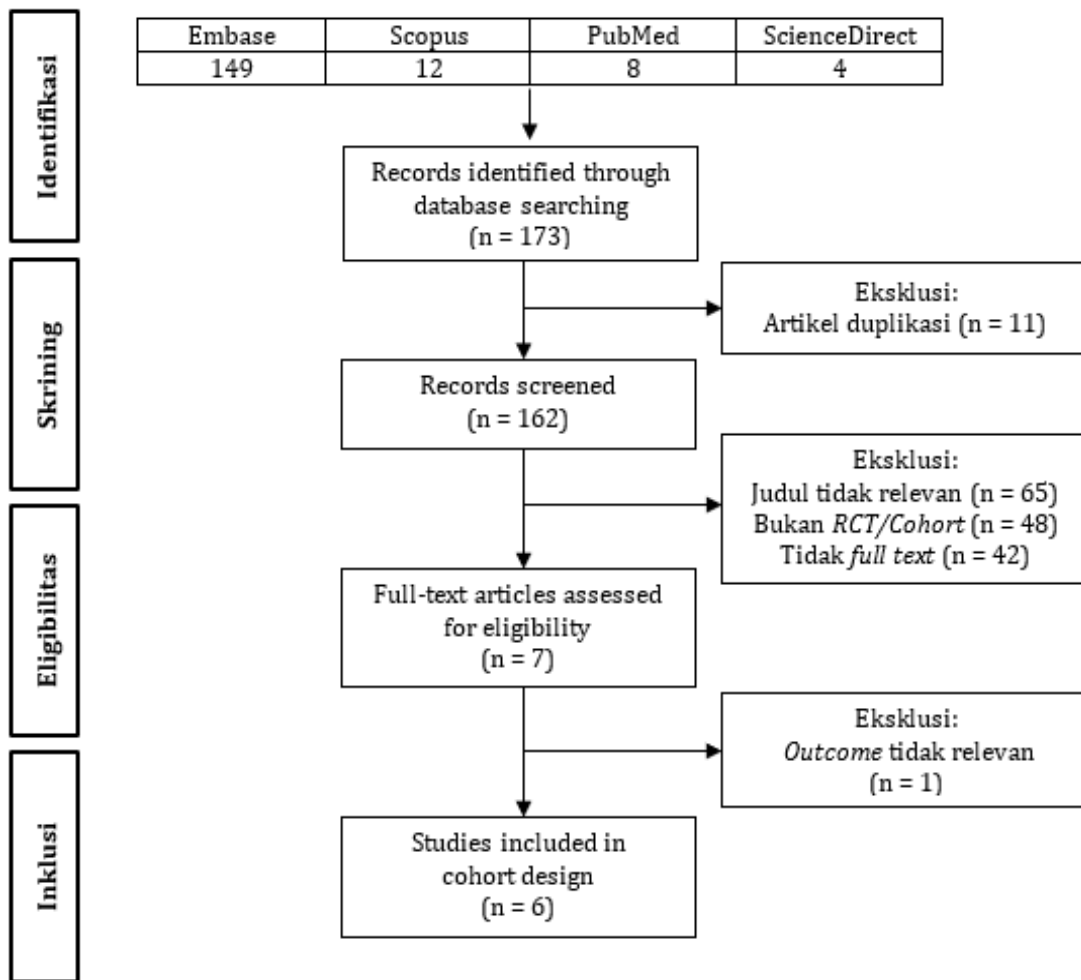 Identifikasi
Embase Scopus PubMed ScienceDirect
149 12 8 4
Records identified through
database searching
(n = 173)
Skrining
Eksklusi:
Artikel duplikasi (n = 11)
Records screened
(n = 162)
Eksklusi:
Judul tidak relevan (n = 65)
Bukan RCT/Cohort (n = 48)
Tidak full text (n = 42)
Eligibilitas
Full-text articles assessed
for eligibility
(n = 7)
Eksklusi:
Outcome tidak relevan
(n = 1)
Inklusi
Studies included in
cohort design
(n = 6)